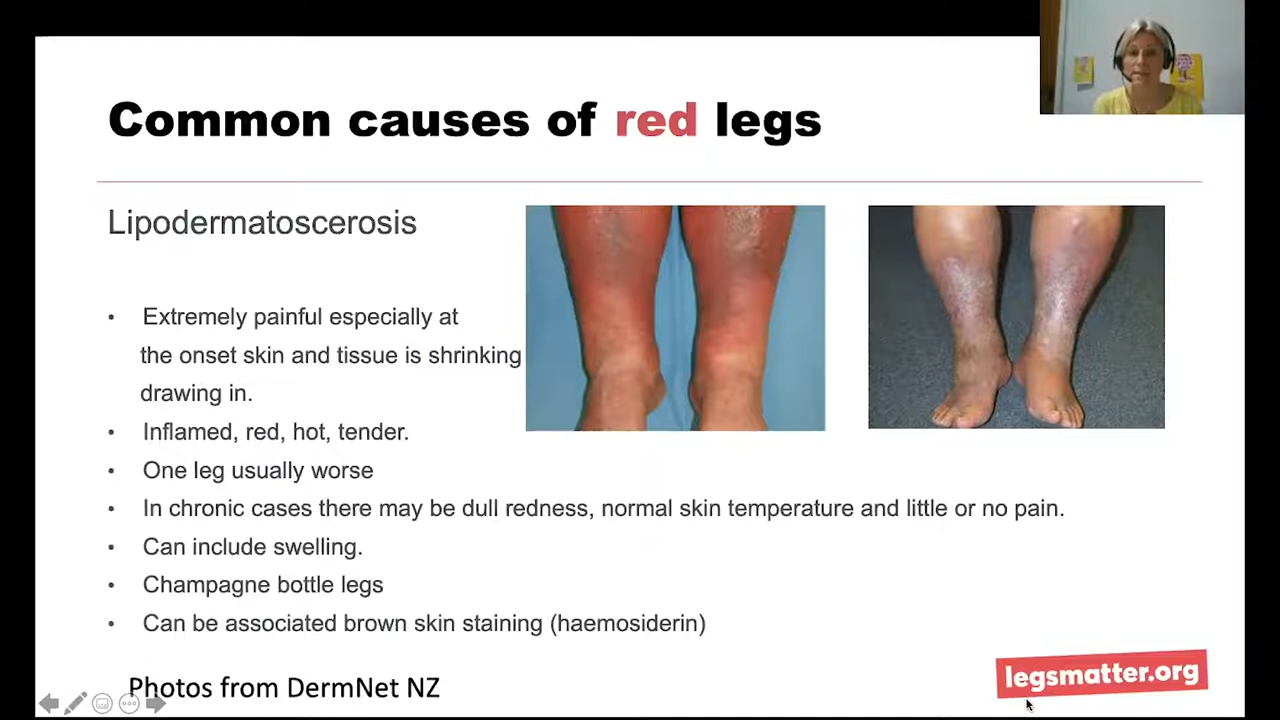 Common causes of red legs
Lipodermatoscerosis
• Extremely painful especially at
the onset skin and tissue is shrinking
drawing in.
• Inflamed, red, hot, tender.
• One leg usually worse
• In chronic cases there may be dull redness, normal skin temperature and little or no pain.
• Can include swelling.
• Champagne bottle legs
• Can be associated brown skin staining (haemosiderin)
Photos from DermNet NZ
legsmatter.org